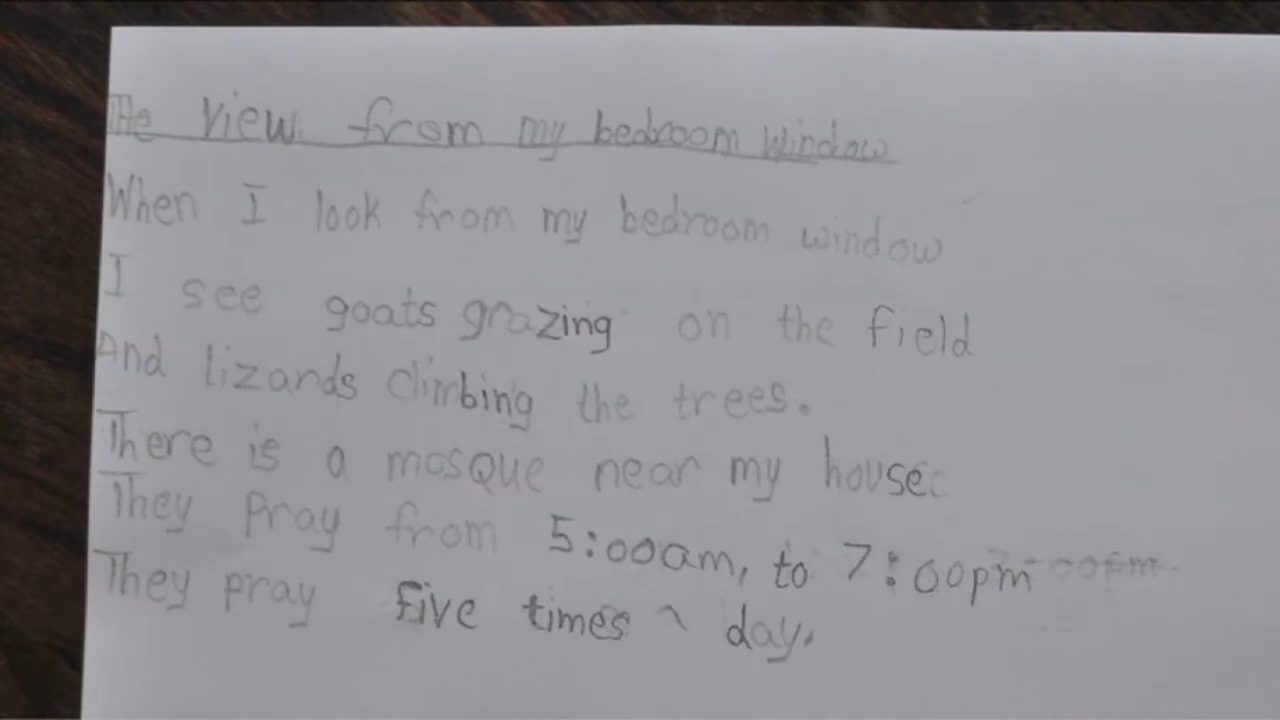 The view from my bedroom window
When I look from my bedroom window
I see goats grazing on the field
And lizards climbing the trees.
There is a mosque near my house
They Pray from 5:00am, to 7:00pm
They pray five times a day.